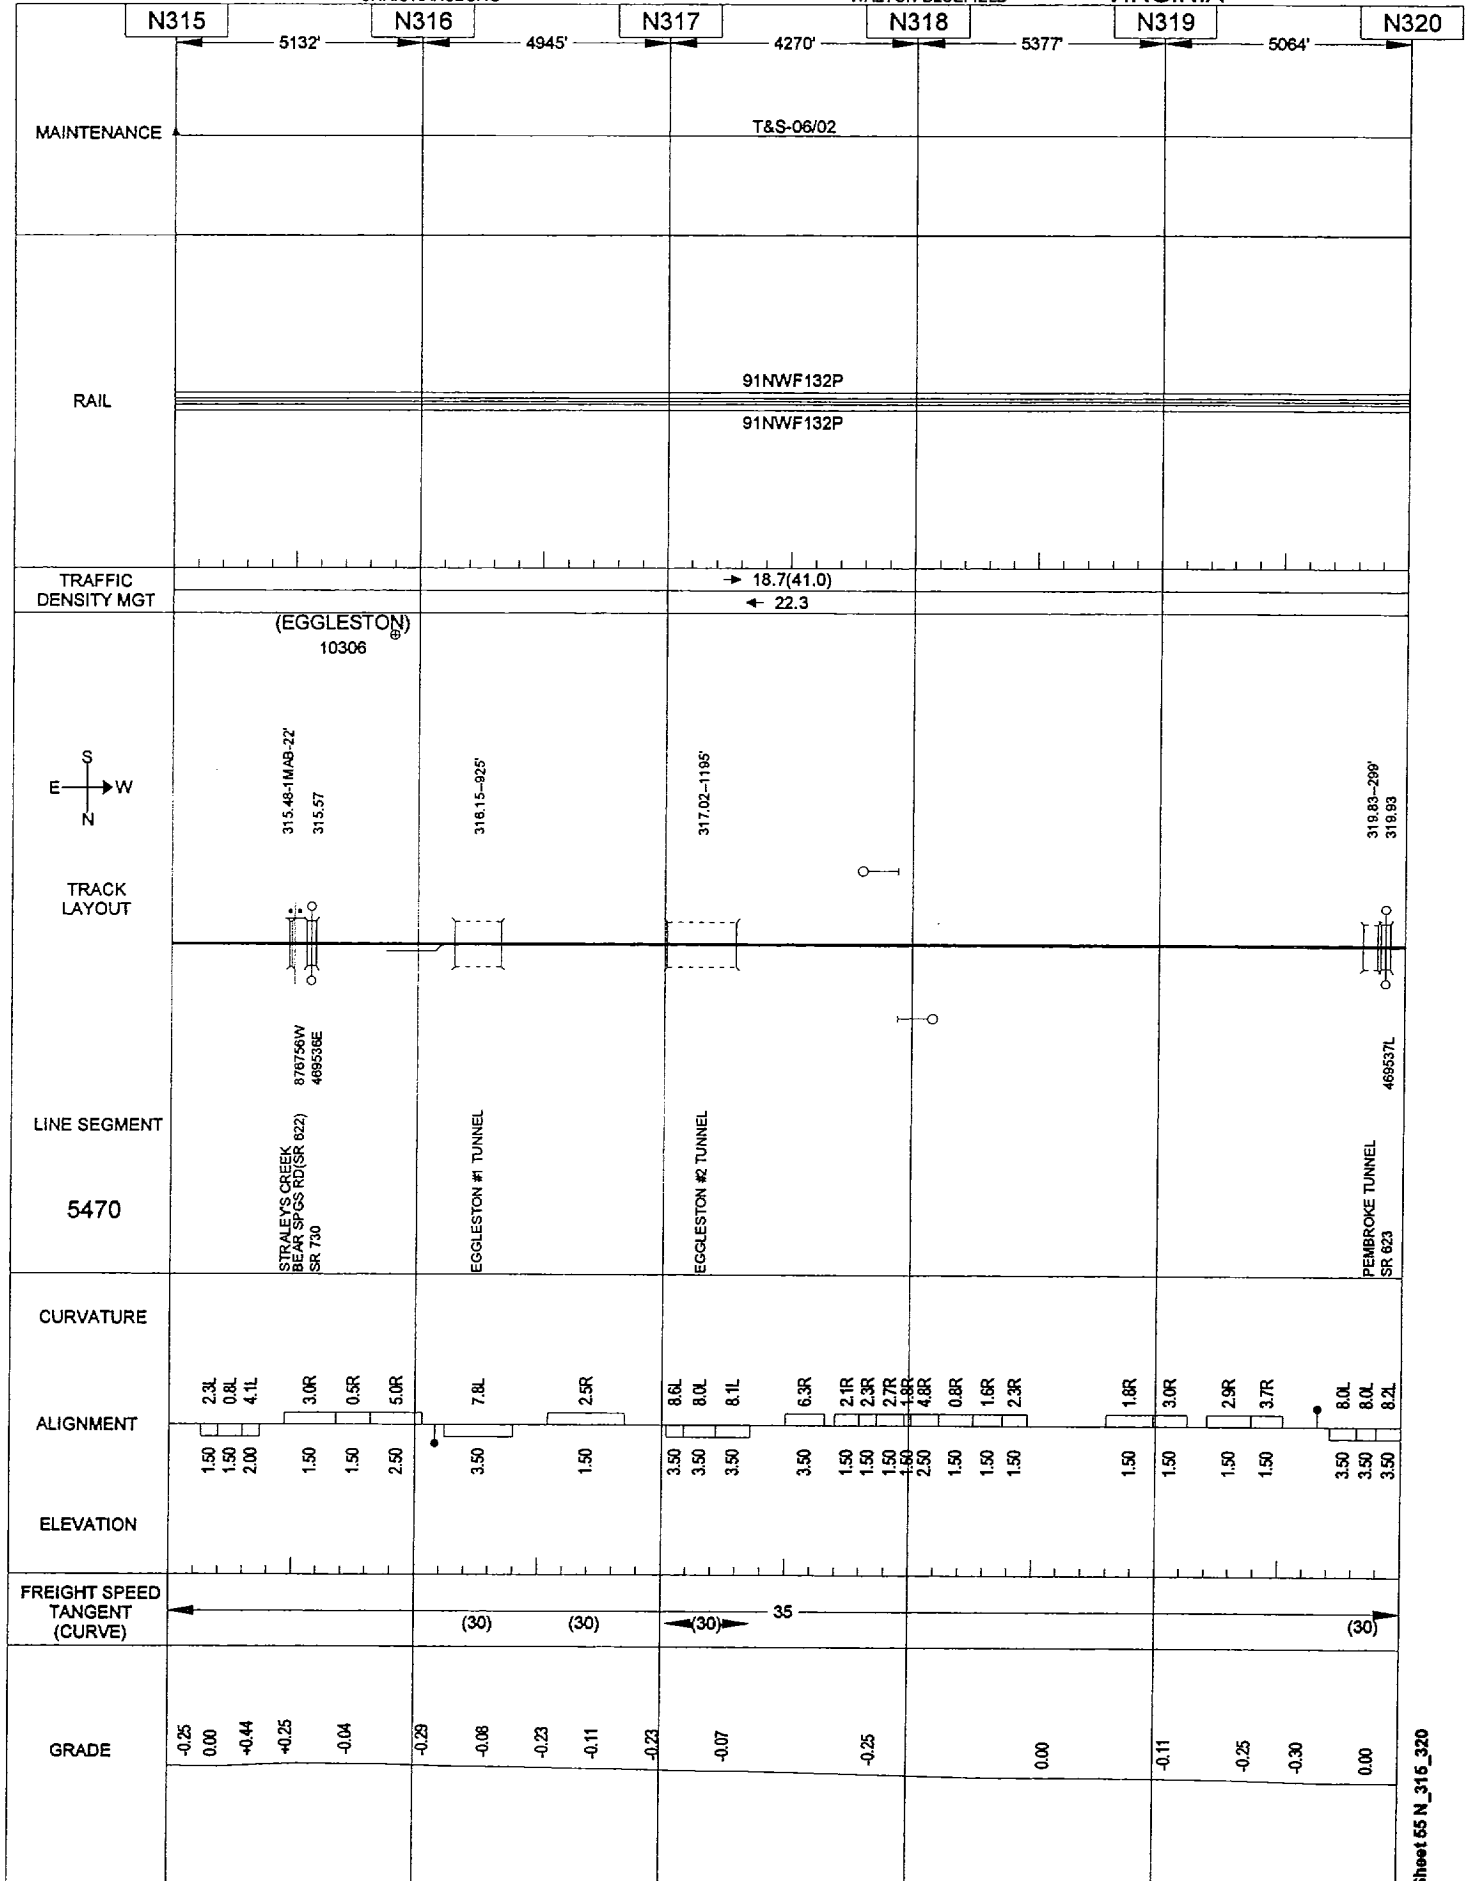 N315 N316 N317 N318 N319 N320
5132' 4945' 4270' 5377' 5064'
MAINTENANCE
T&S-06/02
RAIL
91NWF132P
91NWF132P
TRAFFIC
DENSITY MGT
18.7(41.0)
22.3
(EGGLESTON)
10306
S
E W
N
315.48-1MAB-22'
315.57
316.15--925'
317.02--1195'
319.83--299'
319.93
TRACK
LAYOUT
876756W
469536E
469537L
LINE SEGMENT
5470
STRALEY'S CREEK
BEAR SPGS RD(SR 622)
SR 730
EGGLESTON #1 TUNNEL
EGGLESTON #2 TUNNEL
PEMBROKE TUNNEL
SR 623
CURVATURE
2.3L 0.8L 4.1L 3.0R 0.5R 5.0R 7.8L 2.5R 8.6L 8.0L 8.1L 6.3R 2.1R 2.3R 2.7R 1.8R 4.8R 0.8R 1.6R 2.3R 1.8R 3.0R 2.9R 3.7R 8.0L 8.0L 8.2L
ALIGNMENT
1.50 1.50 2.00 1.50 1.50 2.50 3.50 1.50 3.50 3.50 3.50 3.50 1.50 1.50 1.50 1.50 2.50 1.50 1.50 1.50 1.50 1.50 1.50 1.50 3.50 3.50 3.50
ELEVATION
FREIGHT SPEED
TANGENT
(CURVE)
35
(30) (30) (30) (30)
GRADE
-0.25 0.00 +0.44 +0.25 -0.04 -0.29 -0.08 -0.23 -0.11 -0.23 -0.07 -0.25 0.00 -0.11 -0.25 -0.30 0.00
Sheet 55 N_315_320